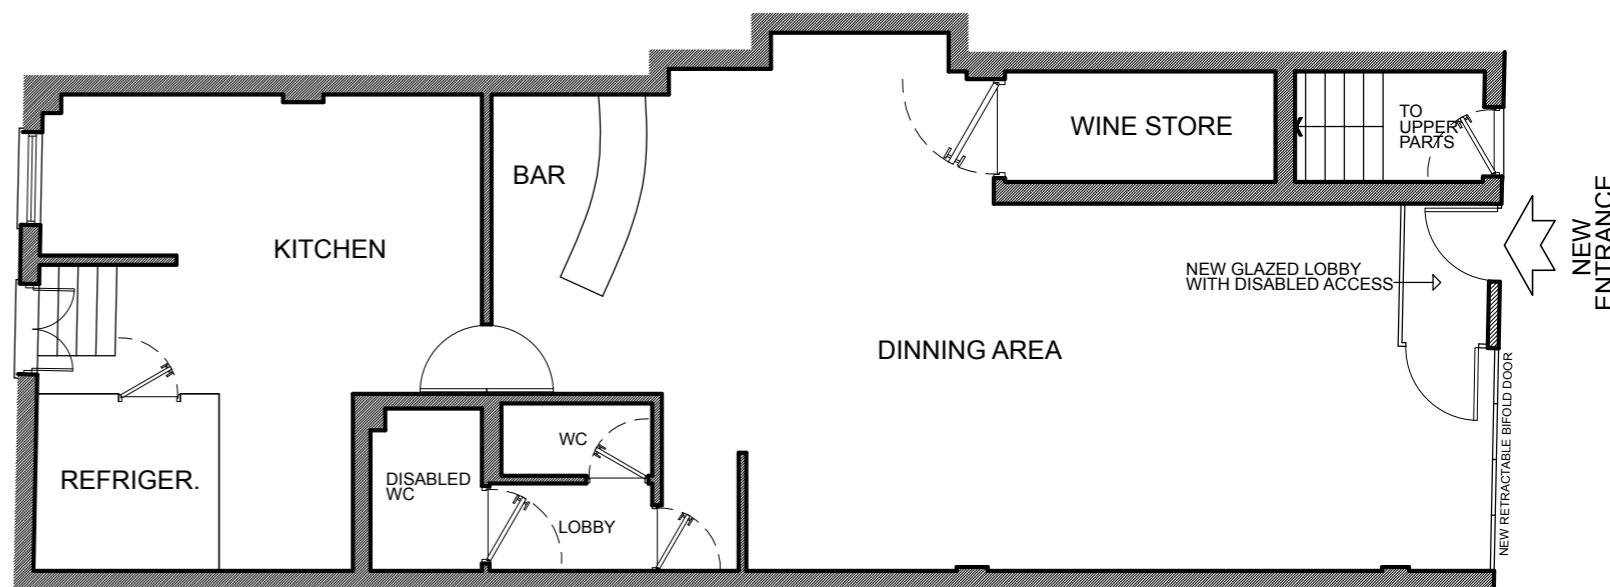 WINE STORE
TO
UPPER
PARTS
BAR
KITCHEN
NEW
ENTRANCE
NEW GLAZED LOBBY
WITH DISABLED ACCESS
DINNING AREA
NEW RETRACTABLE BIFOLD DOOR
WC
REFRIGER.
DISABLED
WC
LOBBY